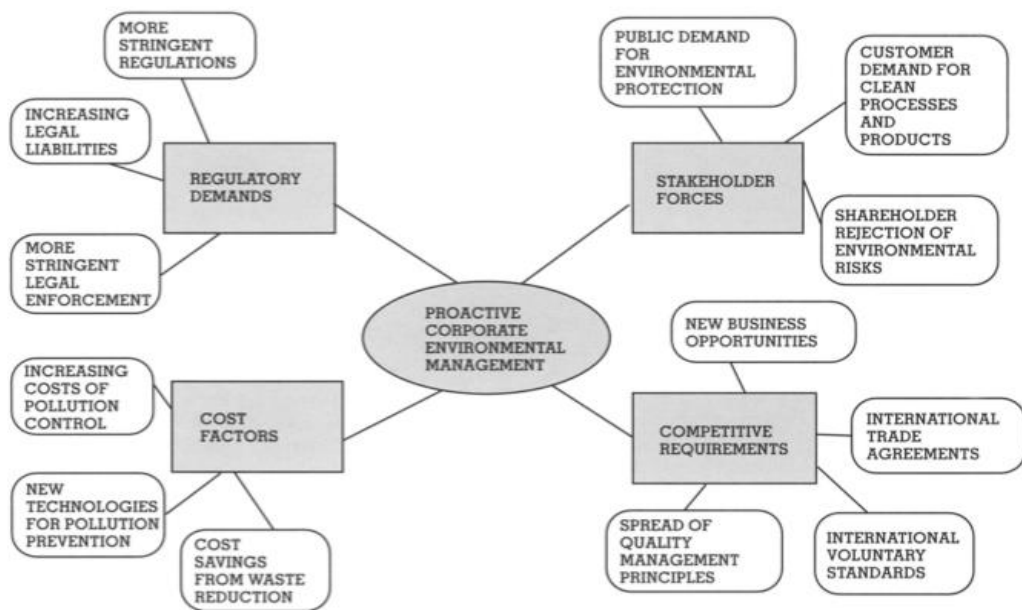 MORE
STRINGENT
REGULATIONS
INCREASING
LEGAL
LIABILITIES
REGULATORY
DEMANDS
MORE
STRINGENT
LEGAL
ENFORCEMENT
PUBLIC DEMAND
FOR
ENVIRONMENTAL
PROTECTION
CUSTOMER
DEMAND FOR
CLEAN
PROCESSES
AND
PRODUCTS
STAKEHOLDER
FORCES
SHAREHOLDER
REJECTION OF
ENVIRONMENTAL
RISKS
PROACTIVE
CORPORATE
ENVIRONMENTAL
MANAGEMENT
INCREASING
COSTS OF
POLLUTION
CONTROL
COST
FACTORS
NEW
TECHNOLOGIES
FOR POLLUTION
PREVENTION
COST
SAVINGS
FROM WASTE
REDUCTION
NEW BUSINESS
OPPORTUNITIES
COMPETITIVE
REQUIREMENTS
INTERNATIONAL
TRADE
AGREEMENTS
SPREAD OF
QUALITY
MANAGEMENT
PRINCIPLES
INTERNATIONAL
VOLUNTARY
STANDARDS